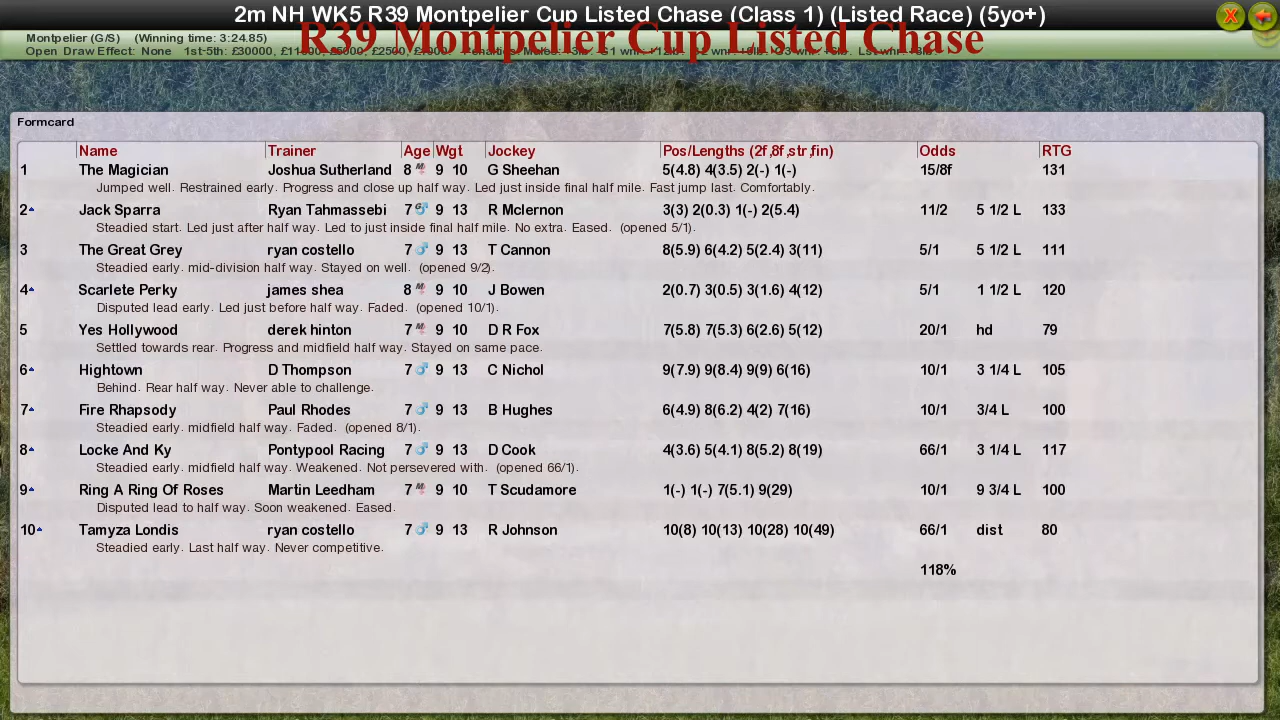 2m NH WK5 R39 Montpelier Cup Listed Chase (Class 1) (Listed Race) (5yo+)
R39 Montpelier Cup Listed Chase
Montpelier (G/S) (Winning time: 3:24.85)
Open Draw Effect: None 1st-5th: £30000,
Formcard
Name Trainer Age Wgt Jockey Pos/Lengths (2f,8f,str,fin) Odds RTG
1 The Magician Joshua Sutherland 8 9 10 G Sheehan 5(4.8) 4(3.5) 2(-) 1(-) 15/8f 131
Jumped well. Restrained early. Progress and close up half way. Led just inside final half mile. Fast jump last. Comfortably.
2 Jack Sparra Ryan Tahmassebi 7 9 13 R Mclernon 3(3) 2(0.3) 1(-) 2(5.4) 11/2 5 1/2 L 133
Steadied start. Led just after half way. Led to just inside final half mile. No extra. Eased. (opened 5/1).
3 The Great Grey ryan costello 7 9 13 T Cannon 8(5.9) 6(4.2) 5(2.4) 3(11) 5/1 5 1/2 L 111
Steadied early. mid-division half way. Stayed on well. (opened 9/2).
4 Scarlete Perky james shea 8 9 10 J Bowen 2(0.7) 3(0.5) 3(1.6) 4(12) 5/1 1 1/2 L 120
Disputed lead early. Led just before half way. Faded. (opened 10/1).
5 Yes Hollywood derek hinton 7 9 10 D R Fox 7(5.8) 7(5.3) 6(2.6) 5(12) 20/1 hd 79
Settled towards rear. Progress and midfield half way. Stayed on same pace.
6 Hightown D Thompson 7 9 13 C Nichol 9(7.9) 9(8.4) 9(9) 6(16) 10/1 3 1/4 L 105
Behind. Rear half way. Never able to challenge.
7 Fire Rhapsody Paul Rhodes 7 9 13 B Hughes 6(4.9) 8(6.2) 4(2) 7(16) 10/1 3/4 L 100
Steadied early. midfield half way. Faded. (opened 8/1).
8 Locke And Ky Pontypool Racing 7 9 13 D Cook 4(3.6) 5(4.1) 8(5.2) 8(19) 66/1 3 1/4 L 117
Steadied early. midfield half way. Weakened. Not persevered with. (opened 66/1).
9 Ring A Ring Of Roses Martin Leedham 7 9 10 T Scudamore 1(-) 1(-) 7(5.1) 9(29) 10/1 9 3/4 L 100
Disputed lead to half way. Soon weakened. Eased.
10 Tamyza Londis ryan costello 7 9 13 R Johnson 10(8) 10(13) 10(28) 10(49) 66/1 dist 80
Steadied early. Last half way. Never competitive.
118%